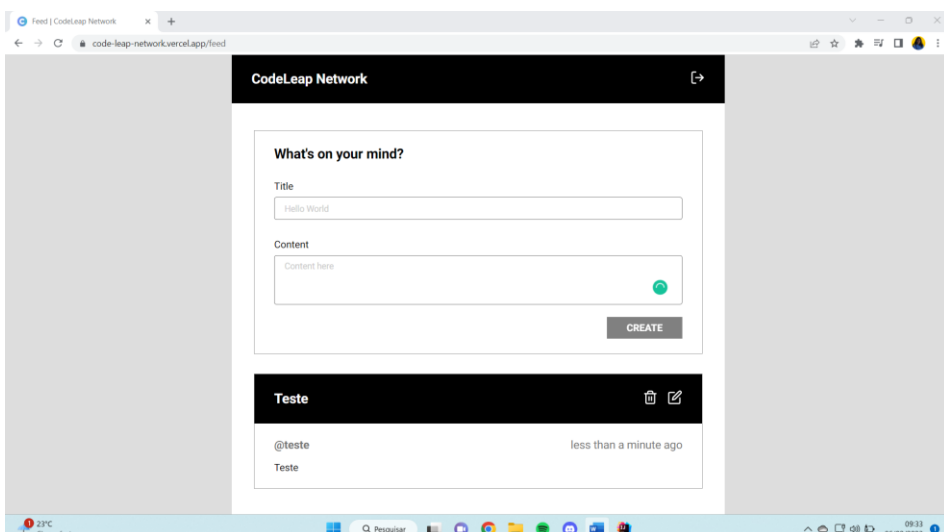 Feed | CodeLeap Network
code-leap-network.vercel.app/feed
CodeLeap Network
What's on your mind?
Title
Hello World
Content
Content here
CREATE
Teste
@teste less than a minute ago
Teste
1 23°C
Pesquisar
09:33